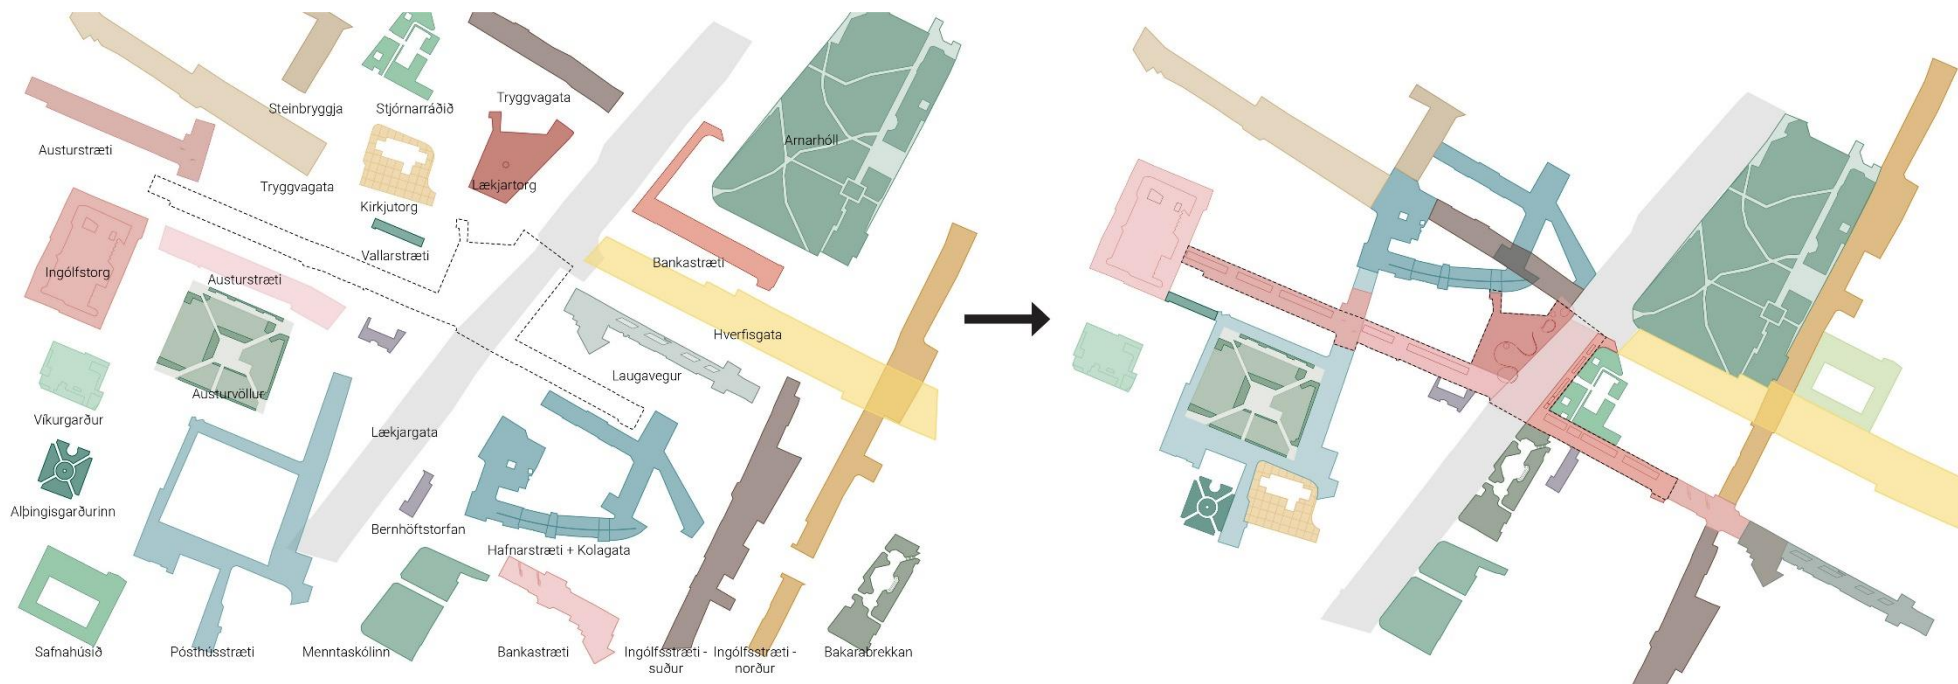 Steinbryggja
Stjórnarráðið
Tryggvagata
Austurstræti
Arnarhóll
Tryggvagata
Lækjartorg
Kirkjutorg
Vallarstræti
Bankastræti
Ingólfstorg
Austurstræti
Hverfisgata
Laugavegur
Austurvöllur
Víkurgarður
Lækjargata
Alþingisgarðurinn
Bernhöftstorfan
Hafnarstræti + Kolagata
Safnahúsið
Pósthússtræti
Menntaskólinn
Bankastræti
Ingólfsstræti -
suður
Ingólfsstræti -
norður
Bakarabrekkan